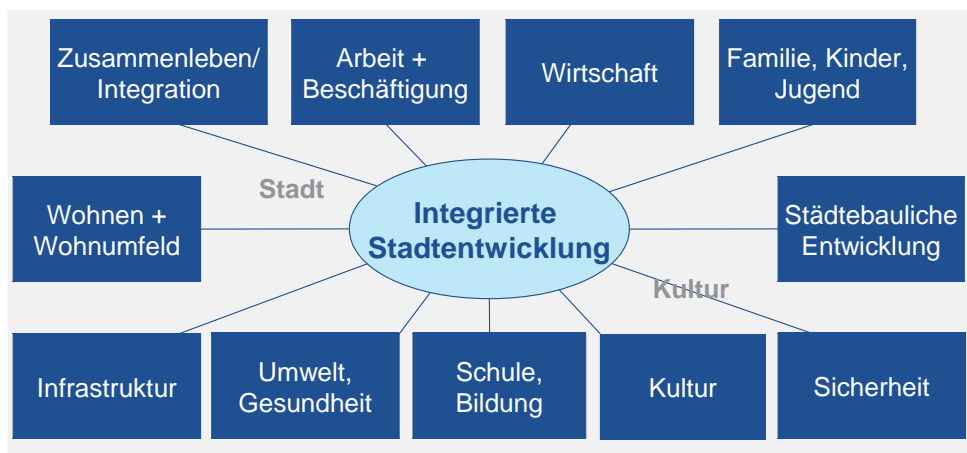 Zusammenleben/
Integration
Arbeit +
Beschäftigung
Wirtschaft
Familie, Kinder,
Jugend
Stadt
Wohnen +
Wohnumfeld
Integrierte
Stadtentwicklung
Städtebauliche
Entwicklung
Kultur
Infrastruktur
Umwelt,
Gesundheit
Schule,
Bildung
Kultur
Sicherheit